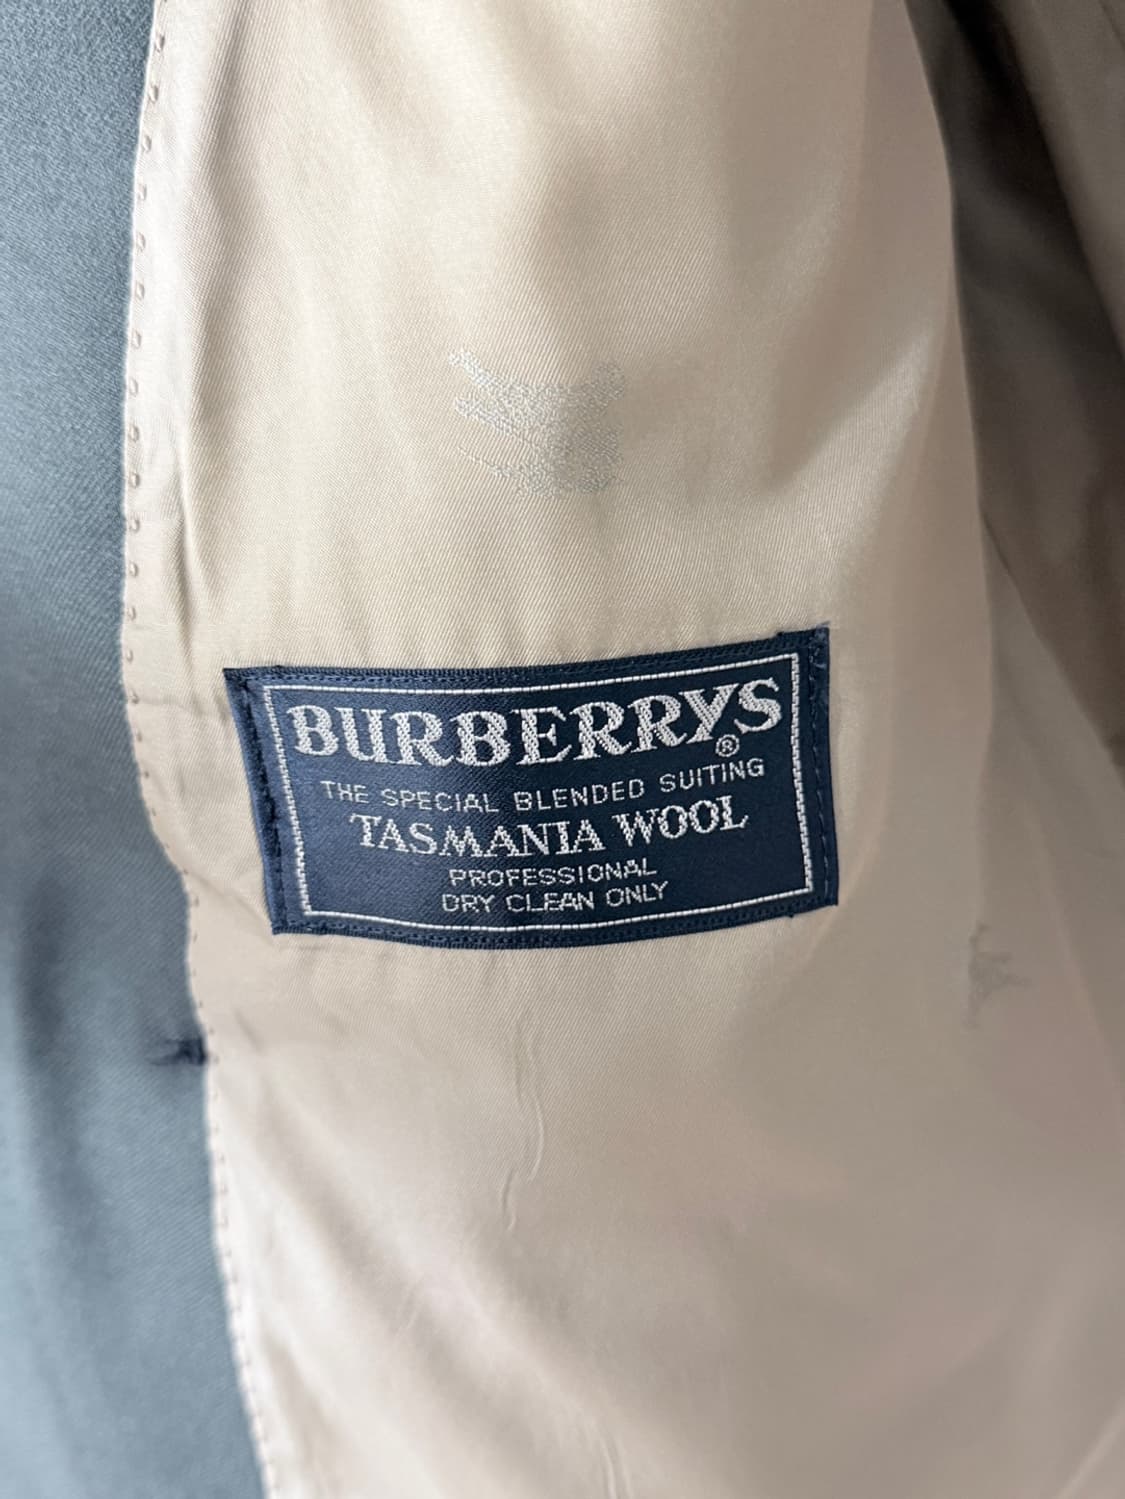 BURBERRYS
®
THE SPECIAL BLENDED SUITING
TASMANIA WOOL
PROFESSIONAL
DRY CLEAN ONLY